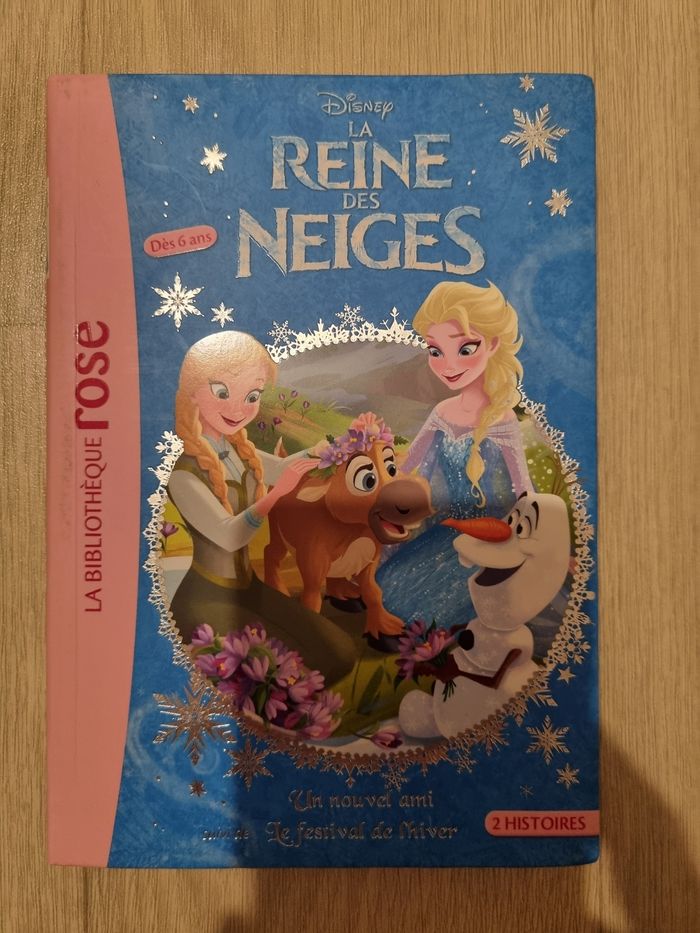 Disney
LA
REINE
DES
NEIGES
Dès 6 ans
LA BIBLIOTHÈQUE rose
Un nouvel ami
suivi de Le festival de l'hiver
2 HISTOIRES